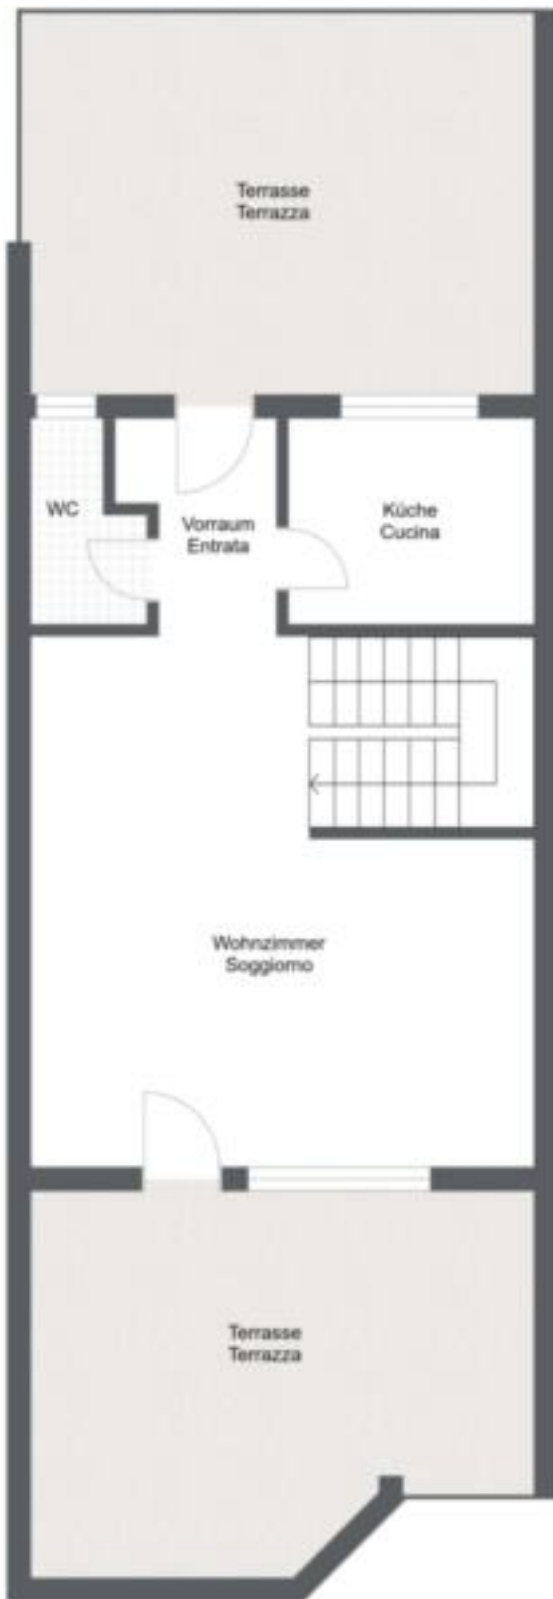 Terrasse
Terrazza
WC
Vorraum
Entrata
Küche
Cucina
Wohnzimmer
Soggiorno
Terrasse
Terrazza